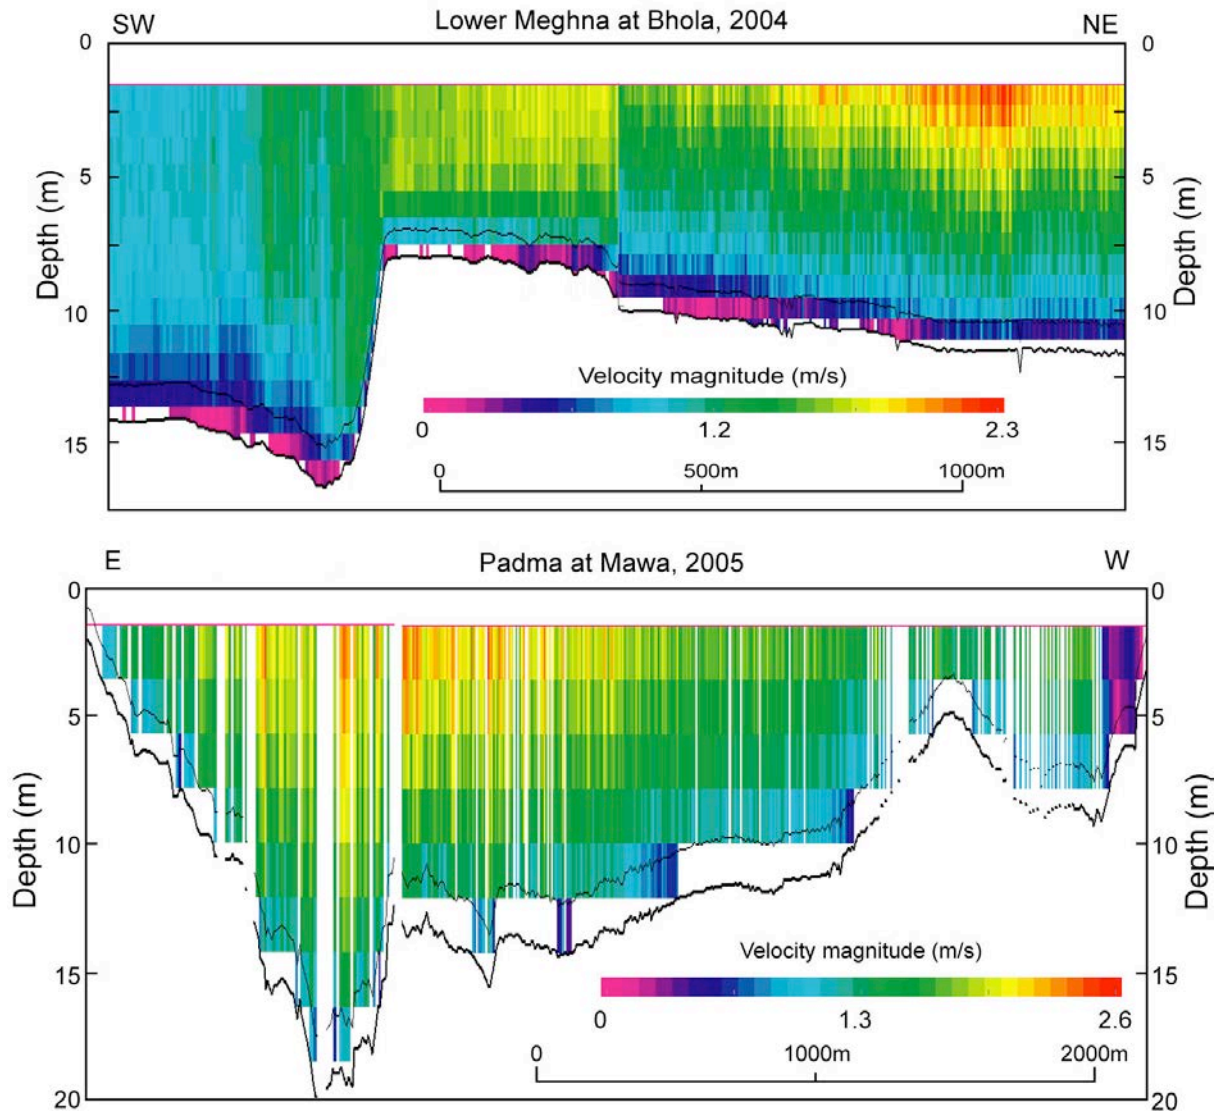 SW Lower Meghna at Bhola, 2004 NE
0 0
5 5
10 10
15 15
Depth (m)
Depth (m)
Velocity magnitude (m/s)
0 1.2 2.3
0 500m 1000m
E Padma at Mawa, 2005 W
0 0
5 5
10 10
15 15
20 20
Depth (m)
Depth (m)
Velocity magnitude (m/s)
0 1.3 2.6
0 1000m 2000m